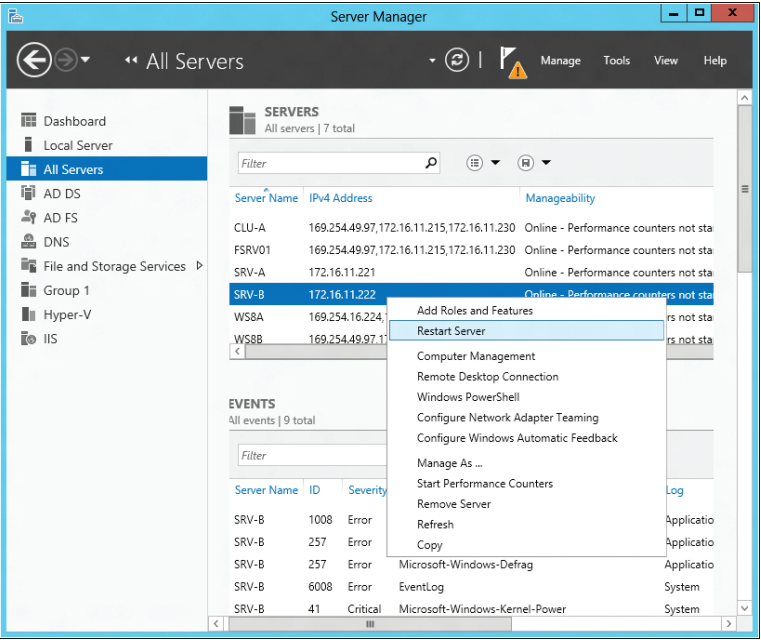 Server Manager
All Servers
Manage Tools View Help
Dashboard
Local Server
All Servers
AD DS
AD FS
DNS
File and Storage Services
Group 1
Hyper-V
IIS
SERVERS
All servers | 7 total
Filter
Server Name IPv4 Address Manageability
CLU-A 169.254.49.97,172.16.11.215,172.16.11.230 Online - Performance counters not sta
FSRV01 169.254.49.97,172.16.11.215,172.16.11.230 Online - Performance counters not sta
SRV-A 172.16.11.221 Online - Performance counters not sta
SRV-B 172.16.11.222 Online - Performance counters not sta
WS8A 169.254.16.224, rs not sta
WS8B 169.254.49.97,17 rs not sta
Add Roles and Features
Restart Server
Computer Management
Remote Desktop Connection
Windows PowerShell
Configure Network Adapter Teaming
Configure Windows Automatic Feedback
Manage As ...
Start Performance Counters
Remove Server
Refresh
Copy
EVENTS
All events | 9 total
Filter
Server Name ID Severity Log
SRV-B 1008 Error Applicatio
SRV-B 257 Error Applicatio
SRV-B 257 Error Microsoft-Windows-Defrag Applicatio
SRV-B 6008 Error EventLog System
SRV-B 41 Critical Microsoft-Windows-Kernel-Power System